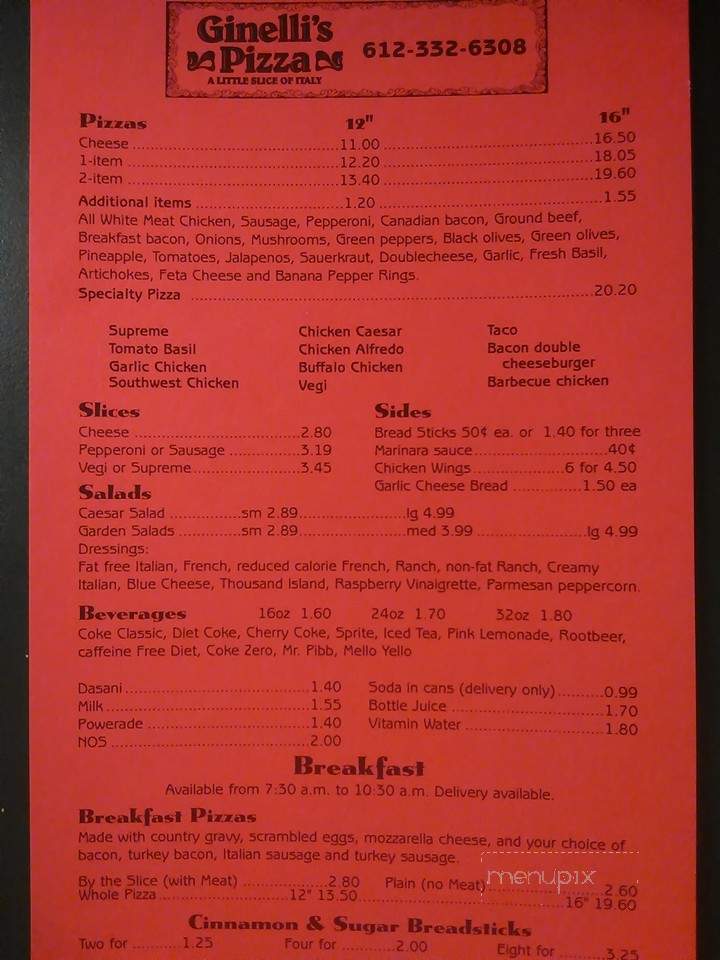 Ginelli's
Pizza
A LITTLE SLICE OF ITALY
612-332-6308
Pizzas 12" 16"
Cheese ..... 11.00 ..... 16.50
1-item ..... 12.20 ..... 18.05
2-item ..... 13.40 ..... 19.60
Additional items ..... 1.20 ..... 1.55
All White Meat Chicken, Sausage, Pepperoni, Canadian bacon, Ground beef,
Breakfast bacon, Onions, Mushrooms, Green peppers, Black olives, Green olives,
Pineapple, Tomatoes, Jalapenos, Sauerkraut, Doublecheese, Garlic, Fresh Basil,
Artichokes, Feta Cheese and Banana Pepper Rings.
Specialty Pizza ..... 20.20
Supreme Chicken Caesar Taco
Tomato Basil Chicken Alfredo Bacon double
Garlic Chicken Buffalo Chicken cheeseburger
Southwest Chicken Vegi Barbecue chicken
Slices
Cheese ..... 2.80
Pepperoni or Sausage ..... 3.19
Vegi or Supreme ..... 3.45
Sides
Bread Sticks 50¢ ea. or 1.40 for three
Marinara sauce ..... .40¢
Chicken Wings ..... 6 for 4.50
Garlic Cheese Bread ..... 1.50 ea
Salads
Caesar Salad ..... sm 2.89 ..... lg 4.99
Garden Salads ..... sm 2.89 ..... med 3.99 ..... lg 4.99
Dressings:
Fat free Italian, French, reduced calorie French, Ranch, non-fat Ranch, Creamy
Italian, Blue Cheese, Thousand Island, Raspberry Vinaigrette, Parmesan peppercorn.
Beverages 16oz 1.60 24oz 1.70 32oz 1.80
Coke Classic, Diet Coke, Cherry Coke, Sprite, Iced Tea, Pink Lemonade, Rootbeer,
caffeine Free Diet, Coke Zero, Mr. Pibb, Mello Yello
Dasani ..... 1.40
Milk ..... 1.55
Powerade ..... 1.40
NOS ..... 2.00
Soda in cans (delivery only) ..... 0.99
Bottle Juice ..... 1.70
Vitamin Water ..... 1.80
Breakfast
Available from 7:30 a.m. to 10:30 a.m. Delivery available.
Breakfast Pizzas
Made with country gravy, scrambled eggs, mozzarella cheese, and your choice of
bacon, turkey bacon, Italian sausage and turkey sausage.
menupix
By the Slice (with Meat) ..... 2.80 Plain (no Meat) ..... 2.60
Whole Pizza ..... 12" 13.50 ..... 16" 19.60
Cinnamon & Sugar Breadsticks
Two for ..... 1.25 Four for ..... 2.00 Eight for ..... 3.25